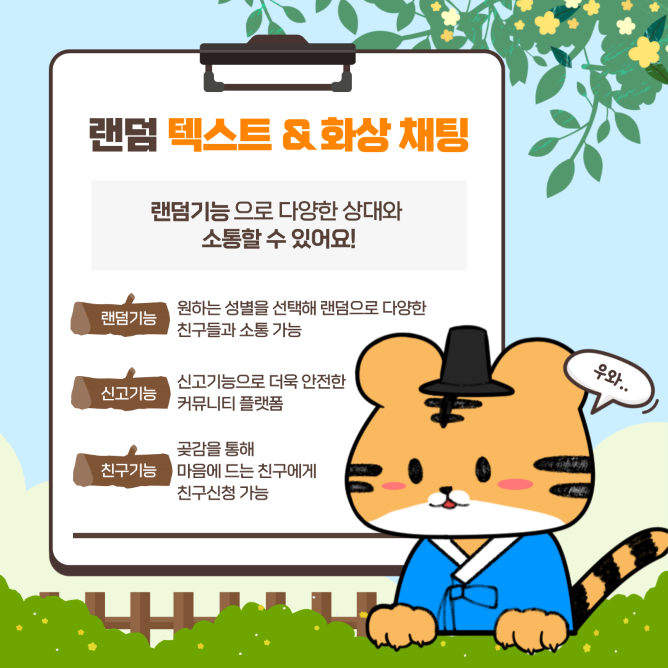 랜덤 텍스트 & 화상 채팅
랜덤기능 으로 다양한 상대와
소통할 수 있어요!
랜덤기능
원하는 성별을 선택해 랜덤으로 다양한
친구들과 소통 가능
신고기능
신고기능으로 더욱 안전한
커뮤니티 플랫폼
친구기능
곶감을 통해
마음에 드는 친구에게
친구신청 가능
우와..